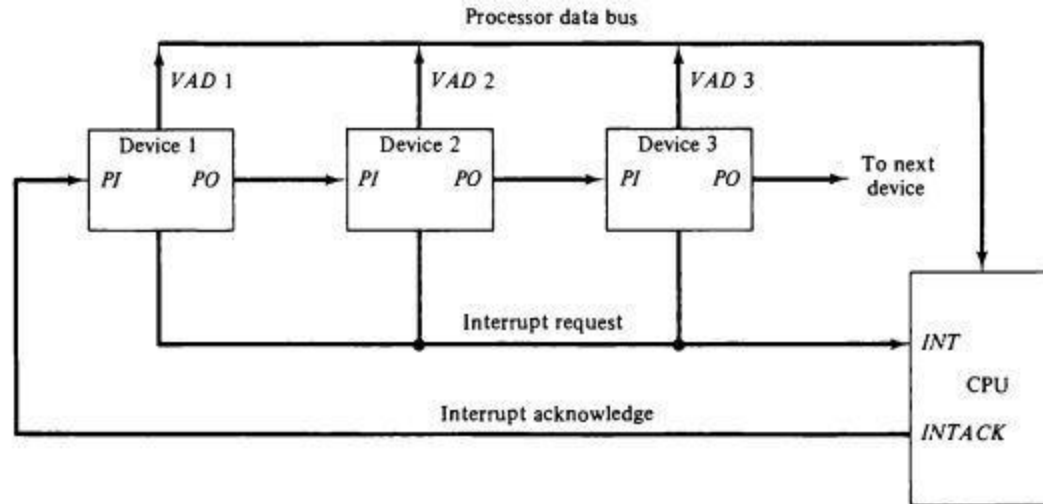 Processor data bus
VAD 1
VAD 2
VAD 3
Device 1
PI PO
Device 2
PI PO
Device 3
PI PO
To next
device
Interrupt request
INT
CPU
Interrupt acknowledge
INTACK